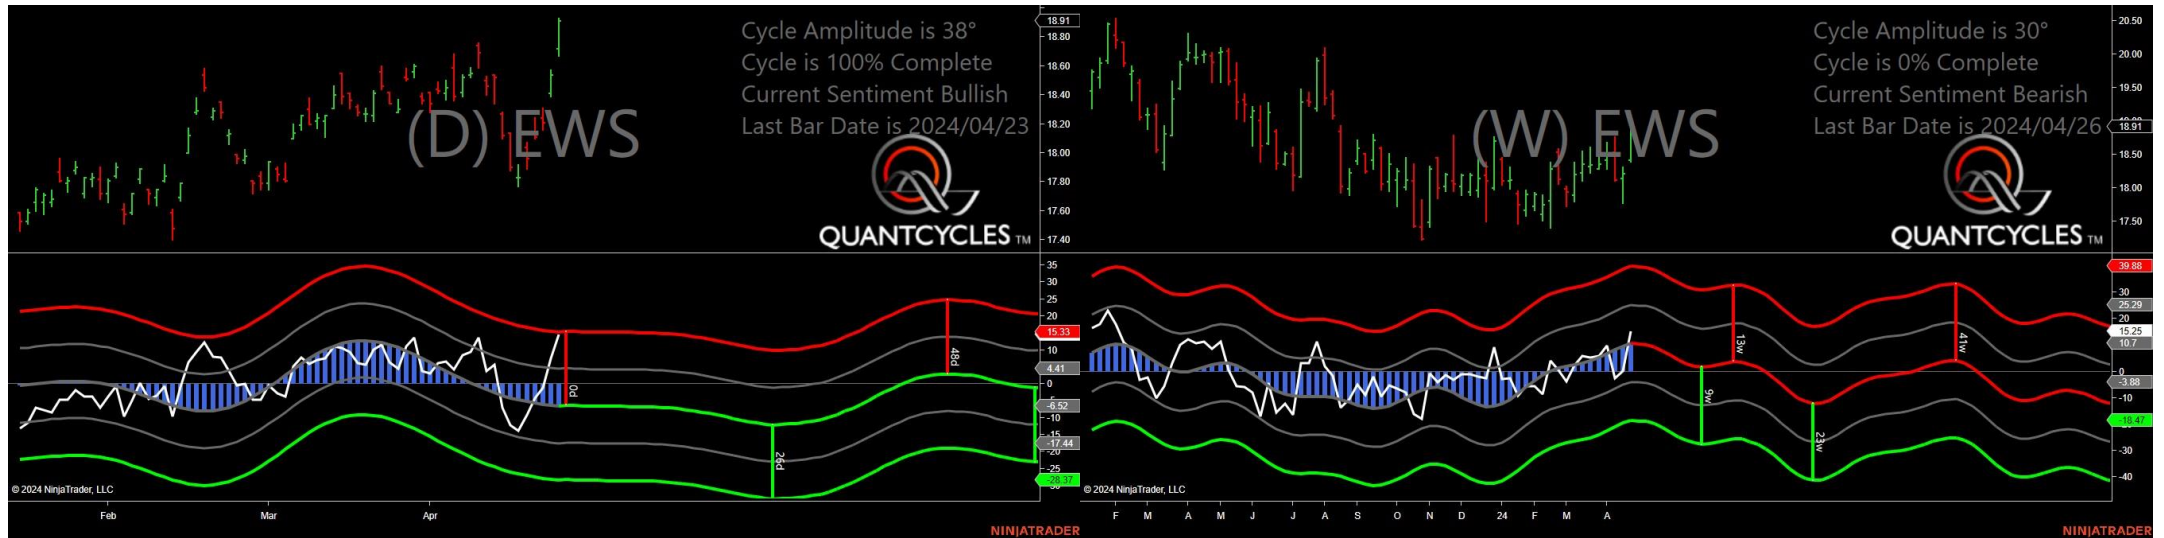 Cycle Amplitude is 38°
Cycle is 100% Complete
Current Sentiment Bullish
Last Bar Date is 2024/04/23
(D) EWS
QUANTCYCLES TM
18.91
18.80
18.60
18.40
18.20
18.00
17.80
17.60
17.40
35
30
25
20
15.33
10
4.41
0
-6.52
-10
-15
-17.44
-20
-25
-28.37
0d
26d
48d
© 2024 NinjaTrader, LLC
Feb Mar Apr
NINJATRADER
Cycle Amplitude is 30°
Cycle is 0% Complete
Current Sentiment Bearish
Last Bar Date is 2024/04/26
(W) EWS
QUANTCYCLES TM
20.50
20.00
19.50
18.91
18.50
18.00
17.50
39.88
30
25.29
20
15.25
10.7
0
-3.88
-10
-18.47
-30
-40
9w
13w
23w
41w
© 2024 NinjaTrader, LLC
F M A M J J A S O N D 24 F M A
NINJATRADER